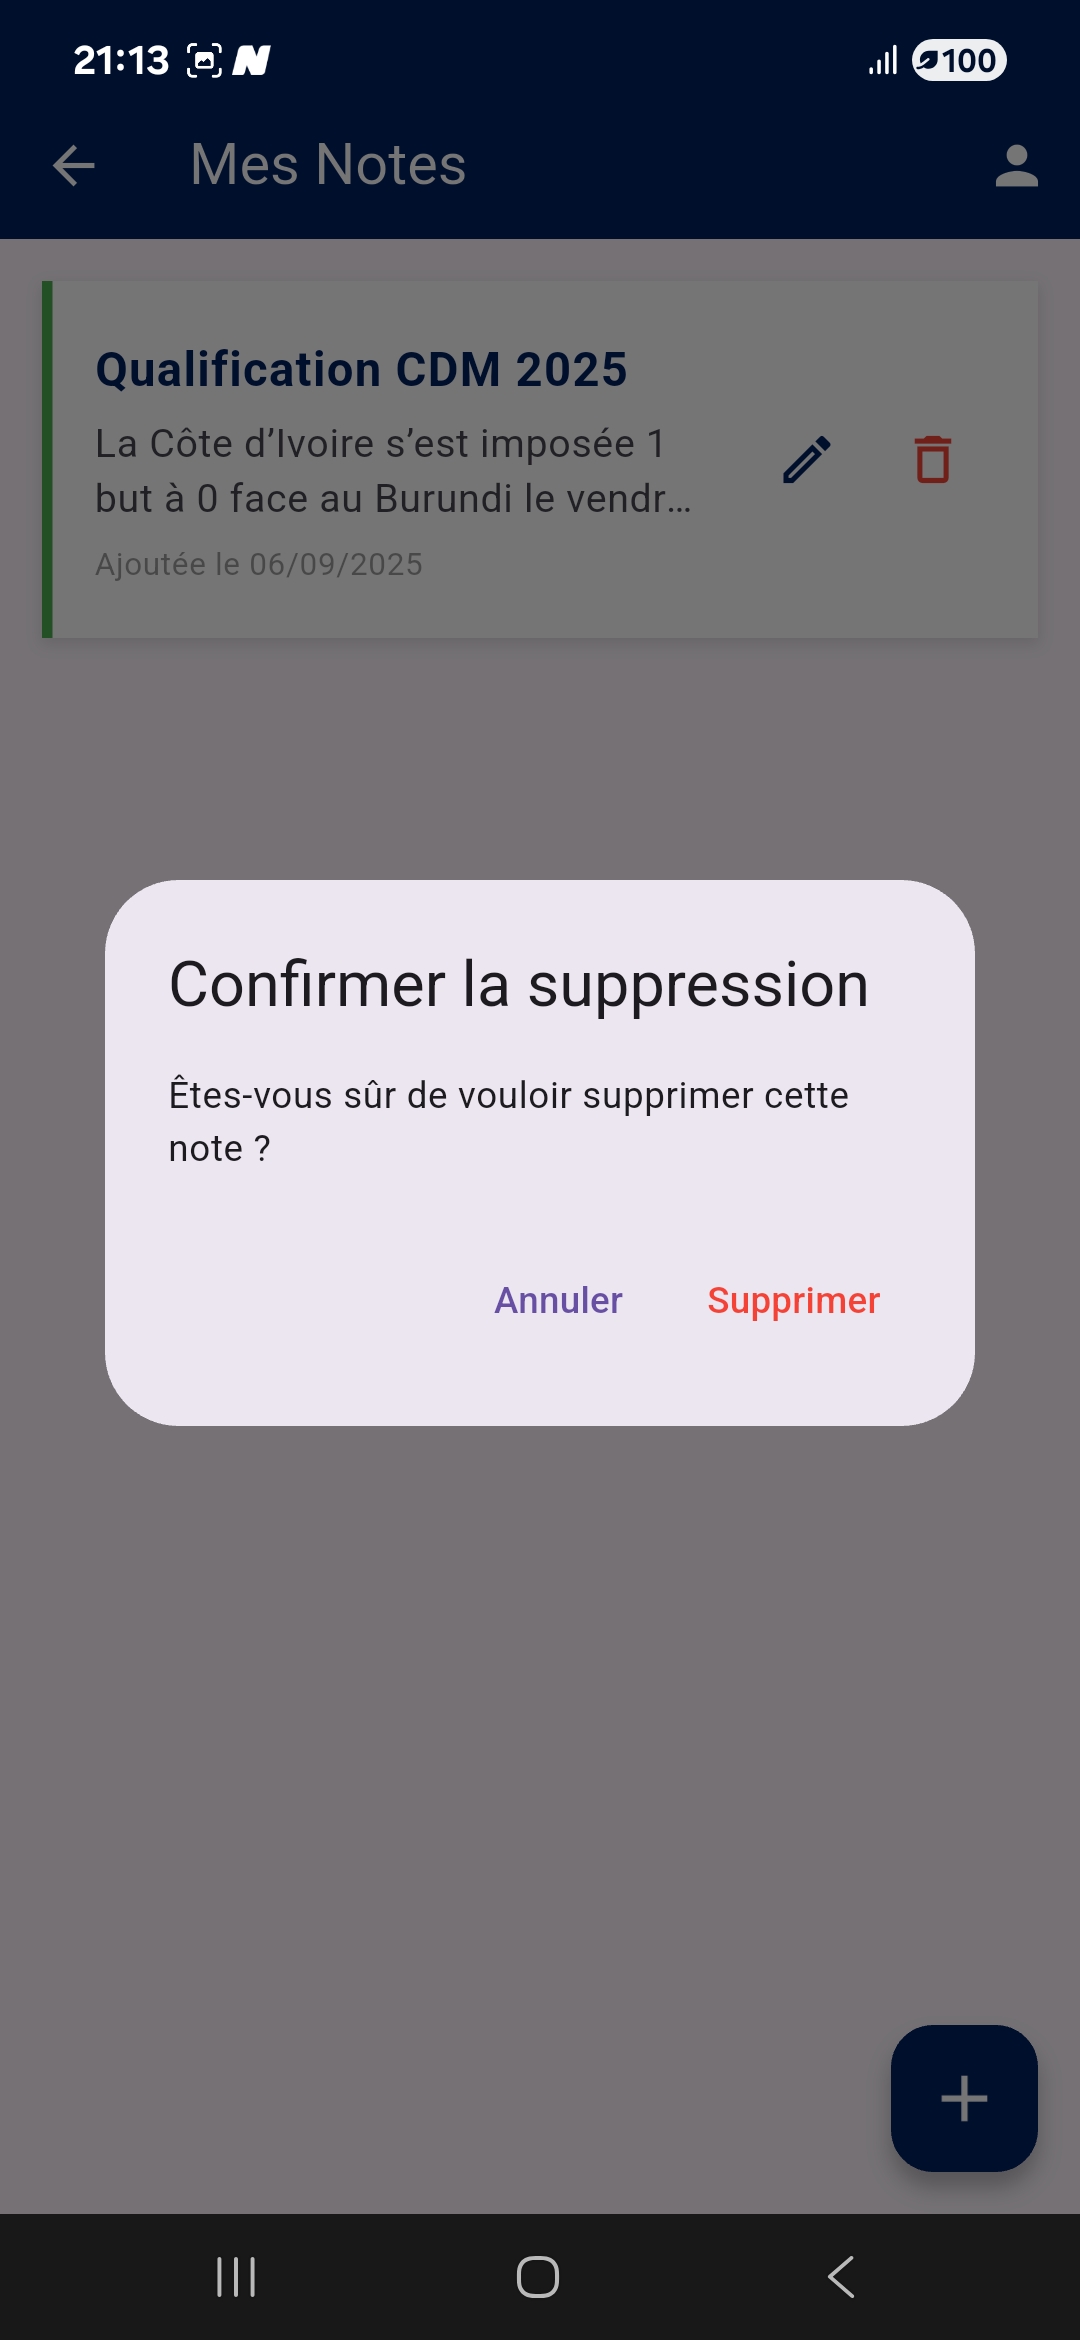 21:13
100
Mes Notes
Qualification CDM 2025
La Côte d’Ivoire s’est imposée 1
but à 0 face au Burundi le vendr…
Ajoutée le 06/09/2025
Confirmer la suppression
Êtes-vous sûr de vouloir supprimer cette
note ?
Annuler Supprimer